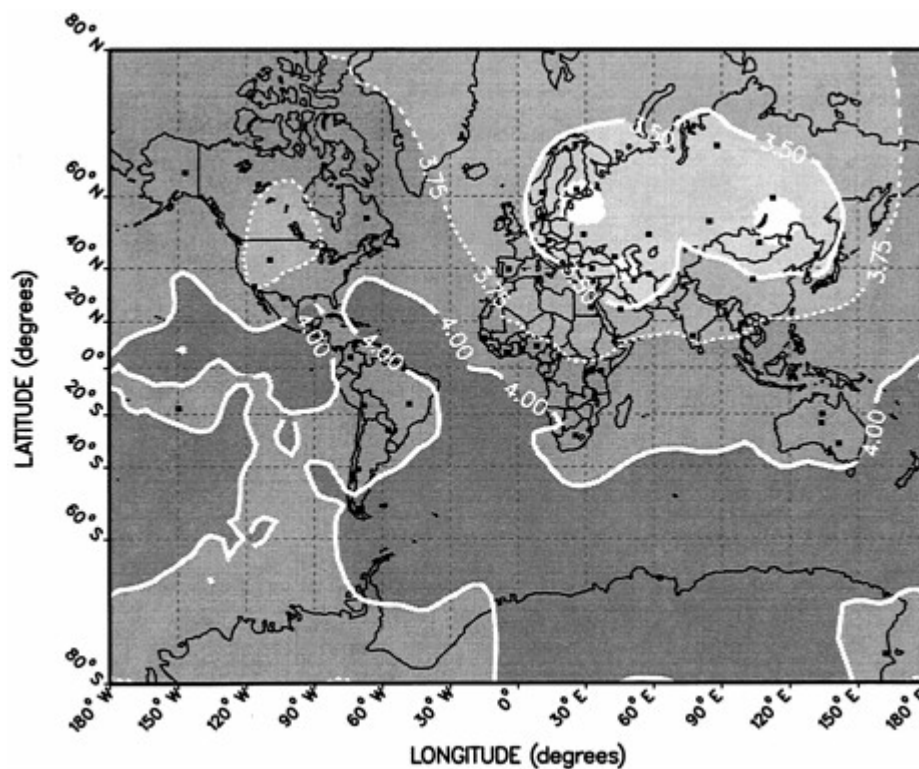 80° N
60° N
40° N
20° N
0°
20° S
40° S
60° S
80° S
LATITUDE (degrees)
3.50
3.50
3.75
3.75
3.75
3.50
4.00
4.00
4.00
4.00
4.00
180° W
150° W
120° W
90° W
60° W
30° W
0°
30° E
60° E
90° E
120° E
150° E
180° E
LONGITUDE (degrees)